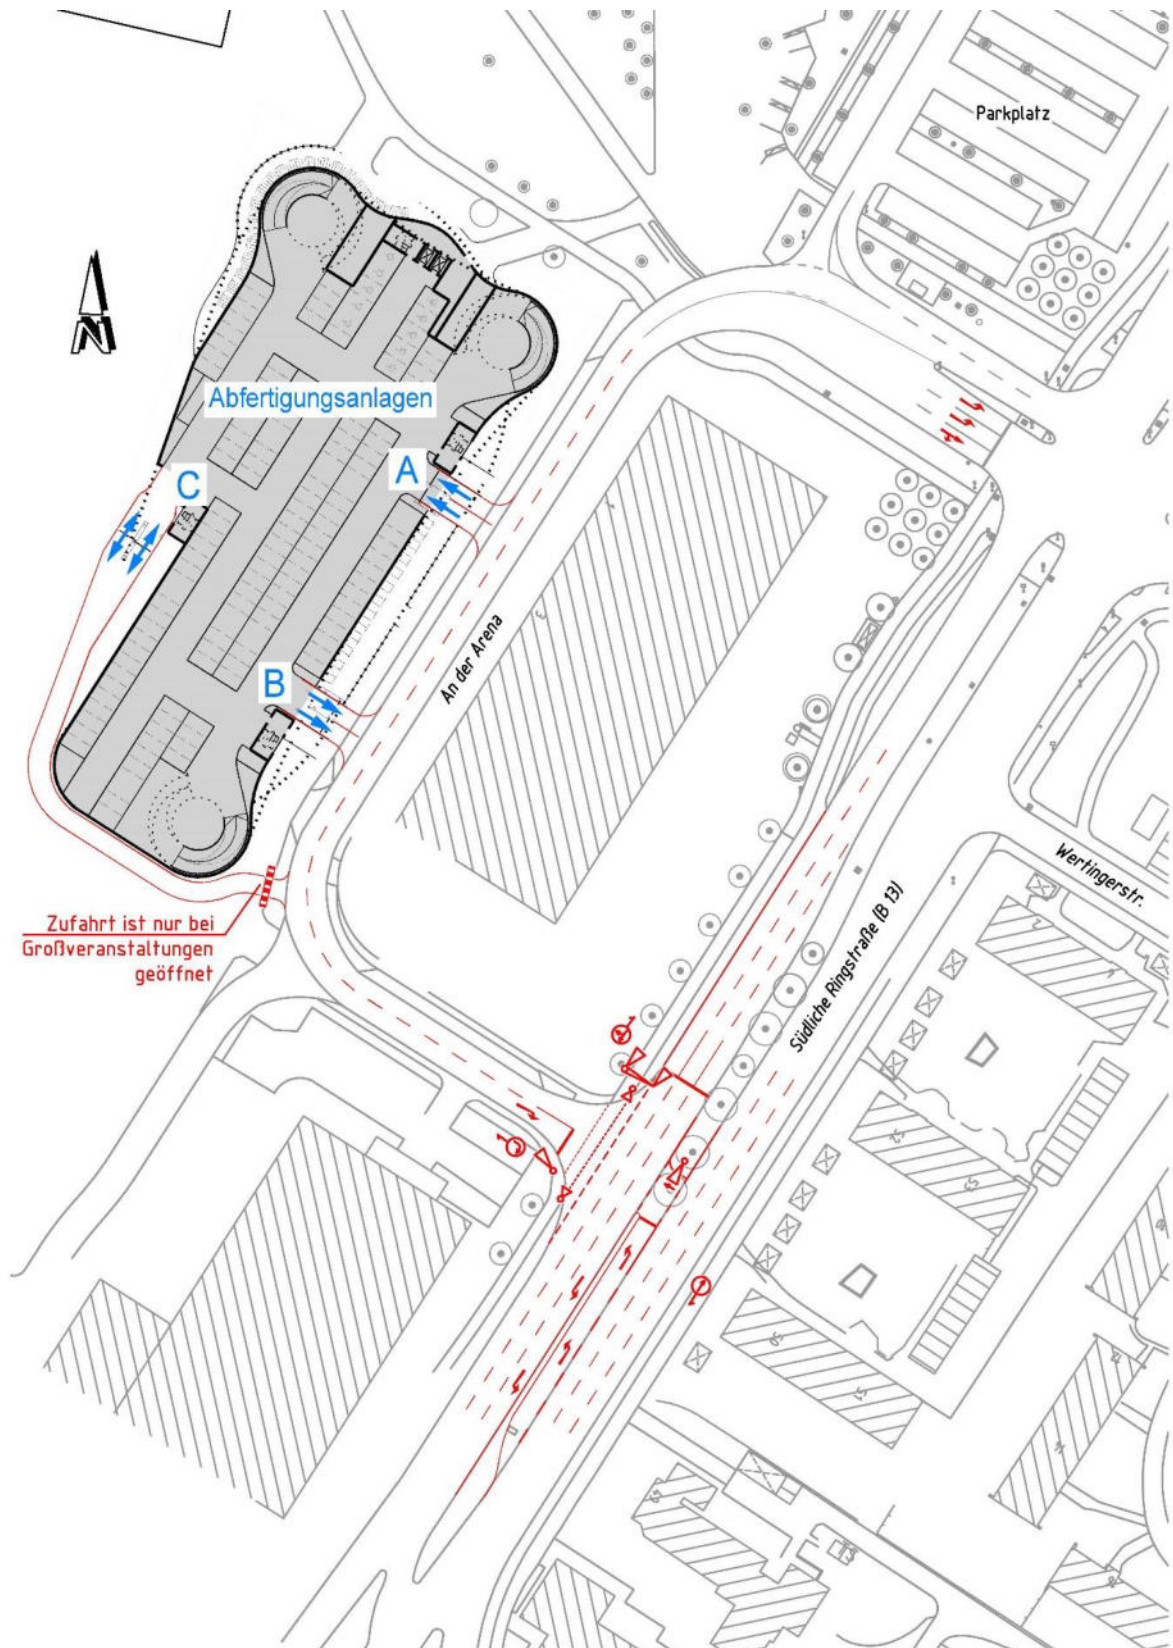 Parkplatz
N
Abfertigungsanlagen
A
C
An der Arena
B
Wertingerstr.
Zufahrt ist nur bei
Großveranstaltungen
geöffnet
Südliche Ringstraße (B 13)